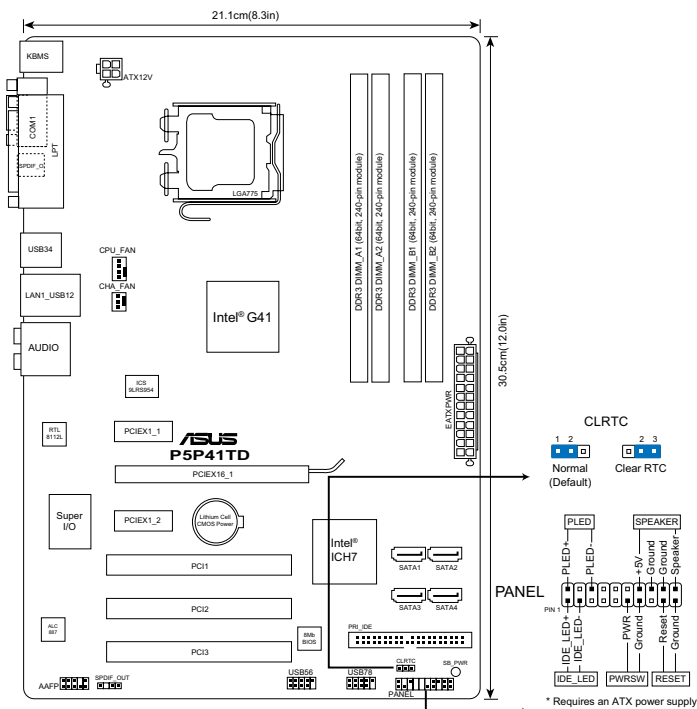 21.1cm(8.3in)
KBMS
ATX12V
COM1
LPT
SPDIF_O
LGA775
DDR3 DIMM_A1 (64bit, 240-pin module)
DDR3 DIMM_A2 (64bit, 240-pin module)
DDR3 DIMM_B1 (64bit, 240-pin module)
DDR3 DIMM_B2 (64bit, 240-pin module)
30.5cm(12.0in)
USB34
CPU_FAN
CHA_FAN
LAN1_USB12
Intel® G41
AUDIO
EATXPWR
ICS
9LRS954
RTL
8112L
PCIEX1_1
ASUS
P5P41TD
PCIEX16_1
Super
I/O
PCIEX1_2
Lithium Cell
CMOS Power
Intel®
ICH7
SATA1
SATA2
SATA3
SATA4
PCI1
PCI2
PCI3
ALC
887
8Mb
BIOS
PRI_IDE
CLRTC
SB_PWR
AAFP
SPDIF_OUT
USB56
USB78
PANEL
CLRTC
1 2
2 3
Normal
(Default)
Clear RTC
PANEL
PLED
SPEAKER
PLED+
PLED-
+5V
Ground
Ground
Speaker-
PIN 1
IDE_LED+
IDE_LED-
PWR
Ground
Reset
Ground
IDE_LED
PWRSW
RESET
* Requires an ATX power supply